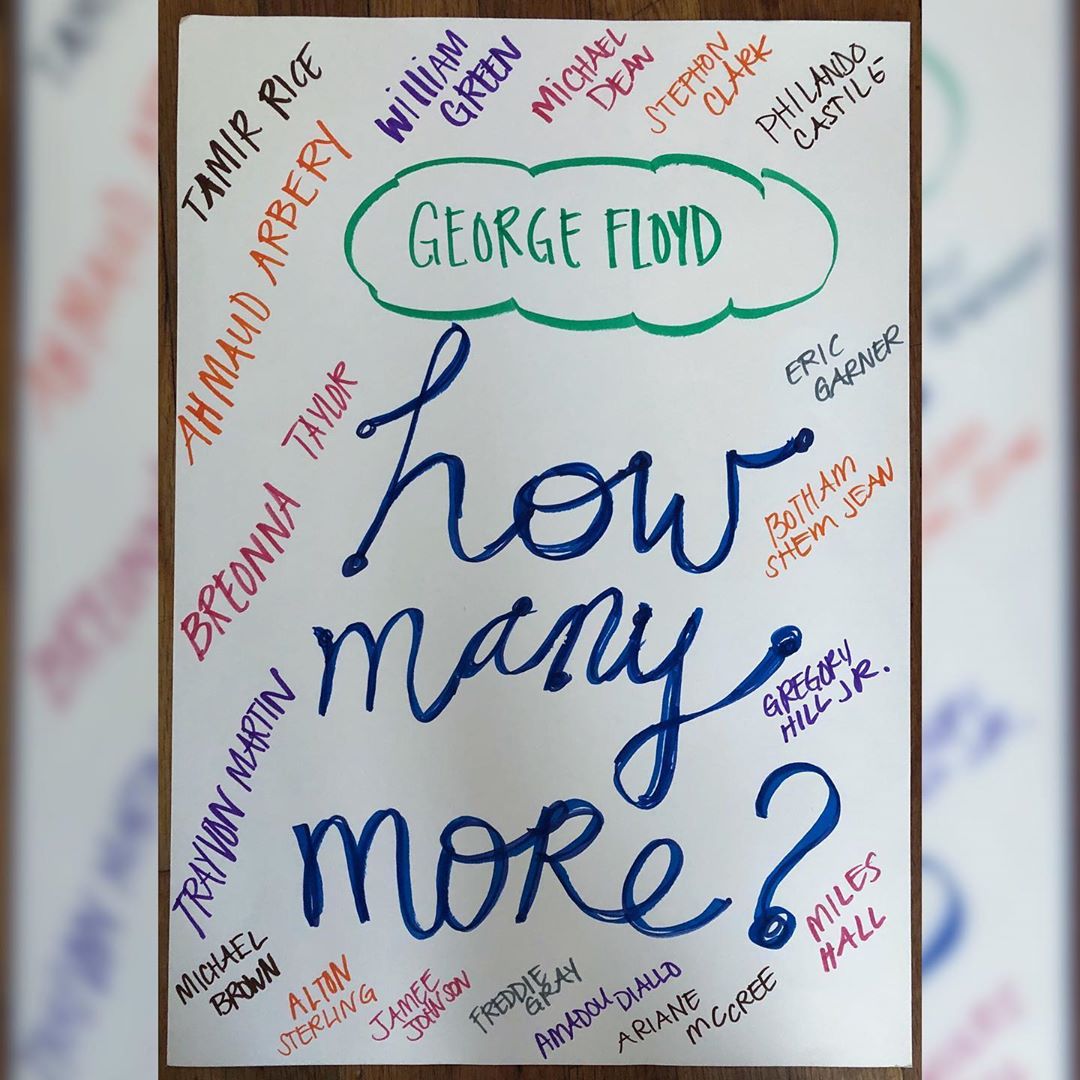 TAMIR RICE
WILLIAM
GREEN
MICHAEL
DEAN
STEPHON
CLARK
PHILANDO
CASTILE
AHMAUD ARBERY
GEORGE FLOYD
ERIC
GARNER
BREONNA TAYLOR
how
many
moRe?
BOTHAM
SHEM JEAN
GREGORY
HILL JR.
TRAYVON MARTIN
MILES
HALL
MICHAEL
BROWN
ALTON
STERLING
JAMEE
JOHNSON
FREDDIE
GRAY
AMADOU DIALLO
ARIANE
MCCREE